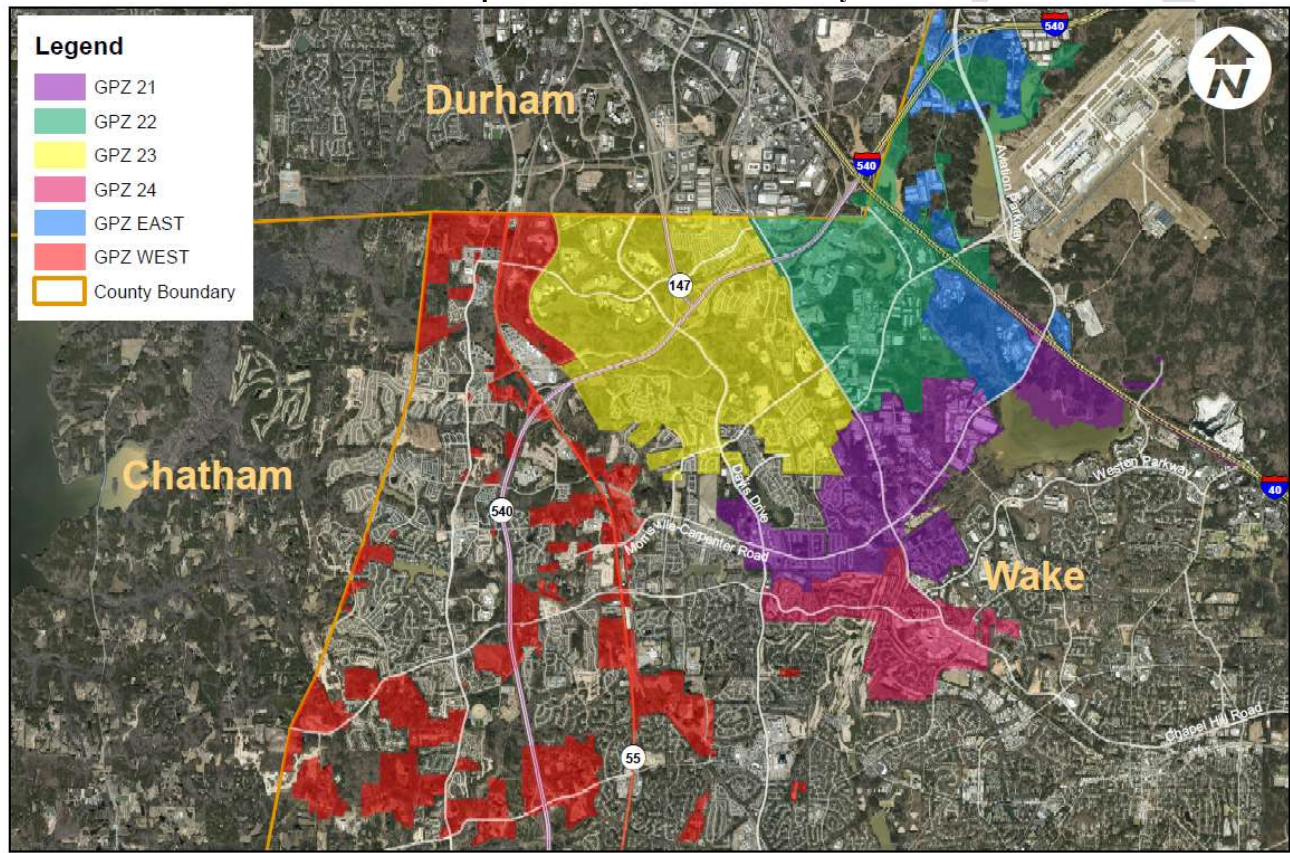 Legend
GPZ 21
GPZ 22
GPZ 23
GPZ 24
GPZ EAST
GPZ WEST
County Boundary
540
N
Durham
540
Aviation Parkway
147
Chatham
Weston Parkway
40
Davis Drive
540
Morrisville-Carpenter Road
Wake
Chapel Hill Road
55